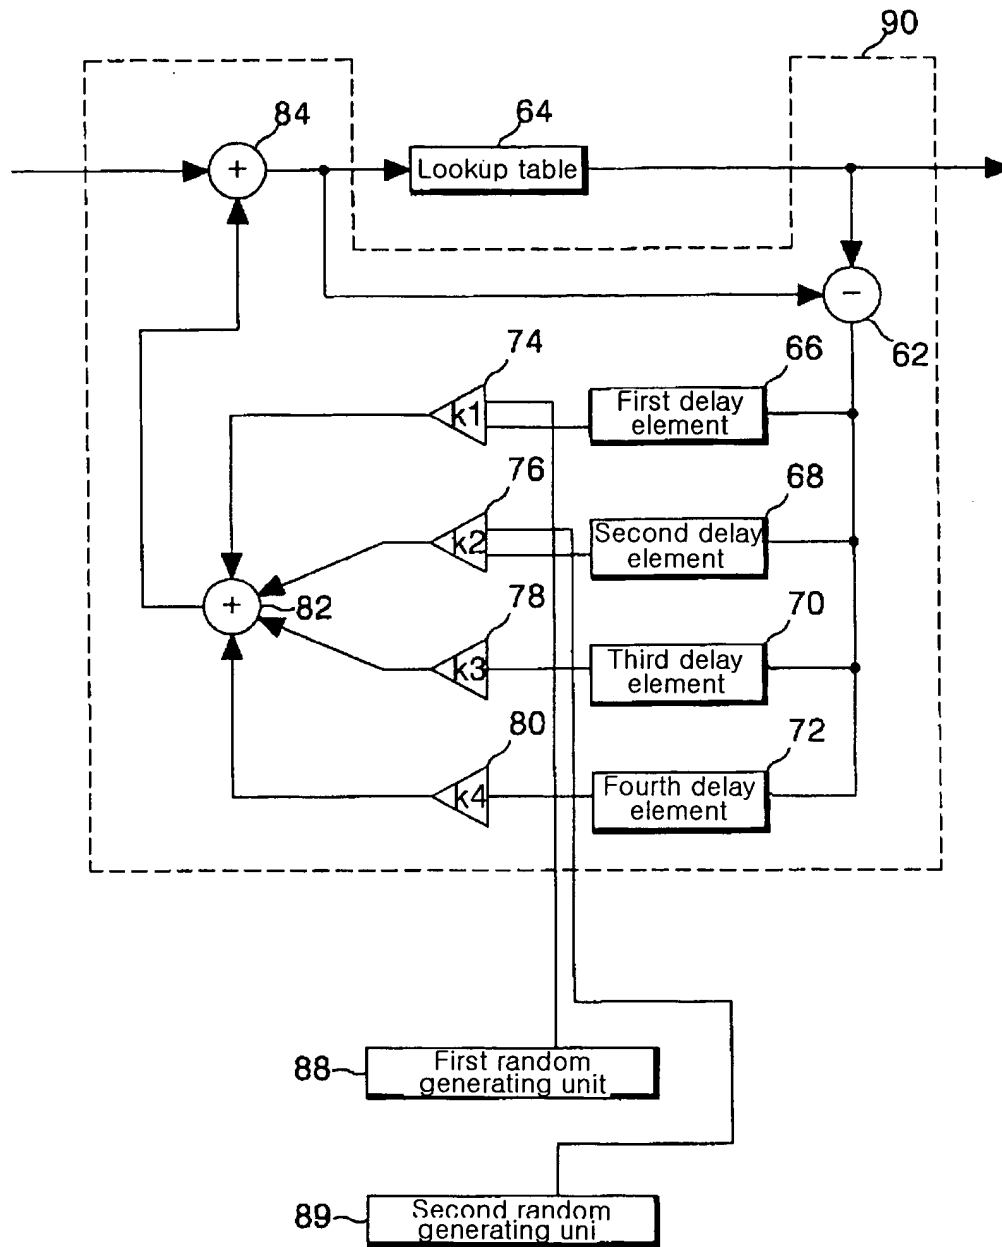 90
84
64
+
Lookup table
−
62
74
66
k1
First delay
element
76
68
k2
Second delay
element
+
82
78
70
k3
Third delay
element
80
72
k4
Fourth delay
element
88
First random
generating unit
89
Second random
generating uni